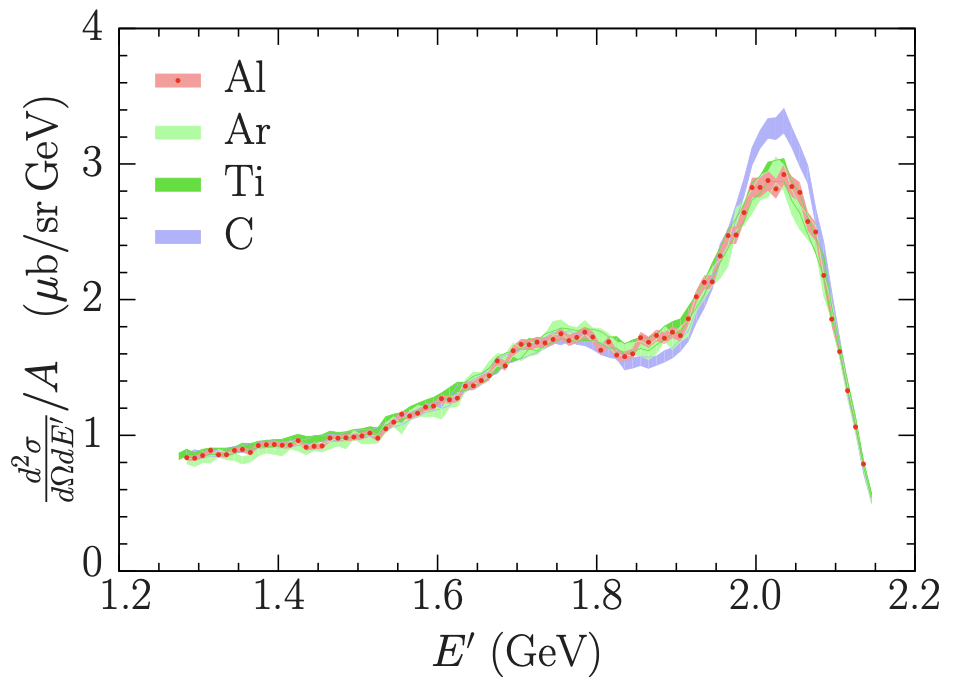 4
3
2
1
0
1.2 1.4 1.6 1.8 2.0 2.2
Al
Ar
Ti
C
d²σ/dΩdE′/A (μb/sr GeV)
E′ (GeV)